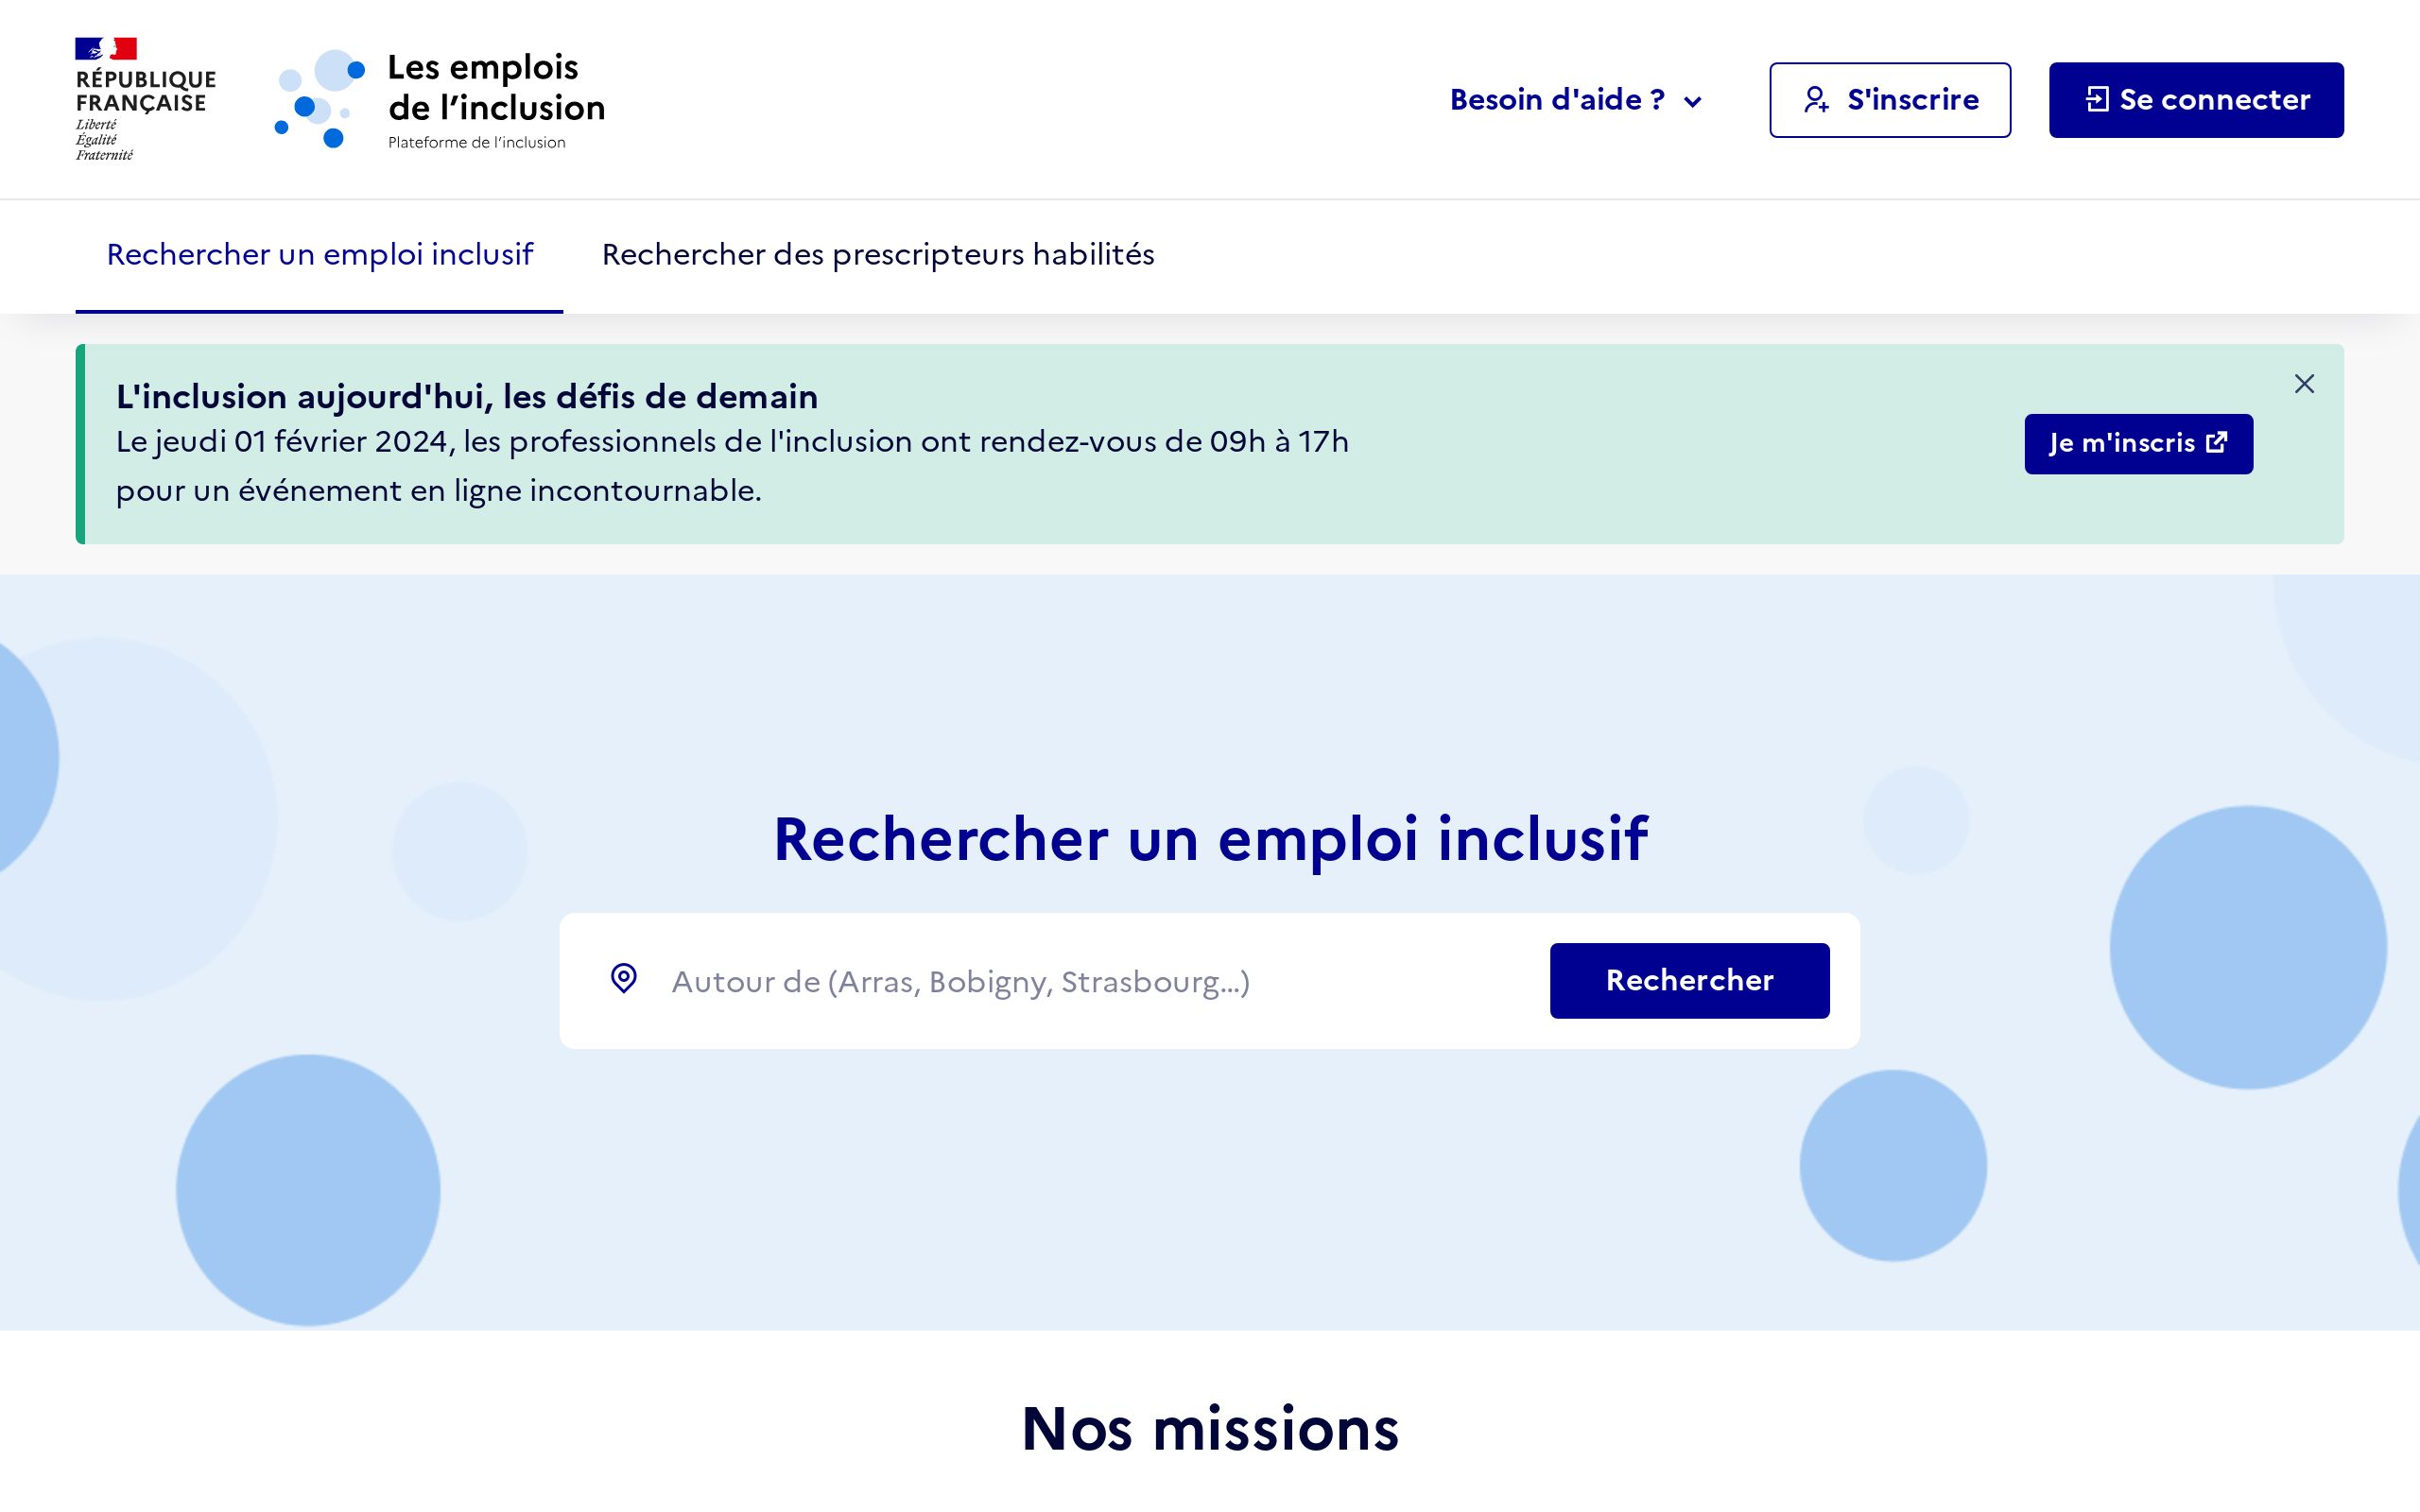 RÉPUBLIQUE
FRANÇAISE
Liberté
Égalité
Fraternité
Les emplois
de l’inclusion
Plateforme de l’inclusion
Besoin d'aide ?
S'inscrire
Se connecter
Rechercher un emploi inclusif
Rechercher des prescripteurs habilités
L'inclusion aujourd'hui, les défis de demain
Le jeudi 01 février 2024, les professionnels de l'inclusion ont rendez-vous de 09h à 17h
pour un événement en ligne incontournable.
Je m'inscris
Rechercher un emploi inclusif
Autour de (Arras, Bobigny, Strasbourg…)
Rechercher
Nos missions